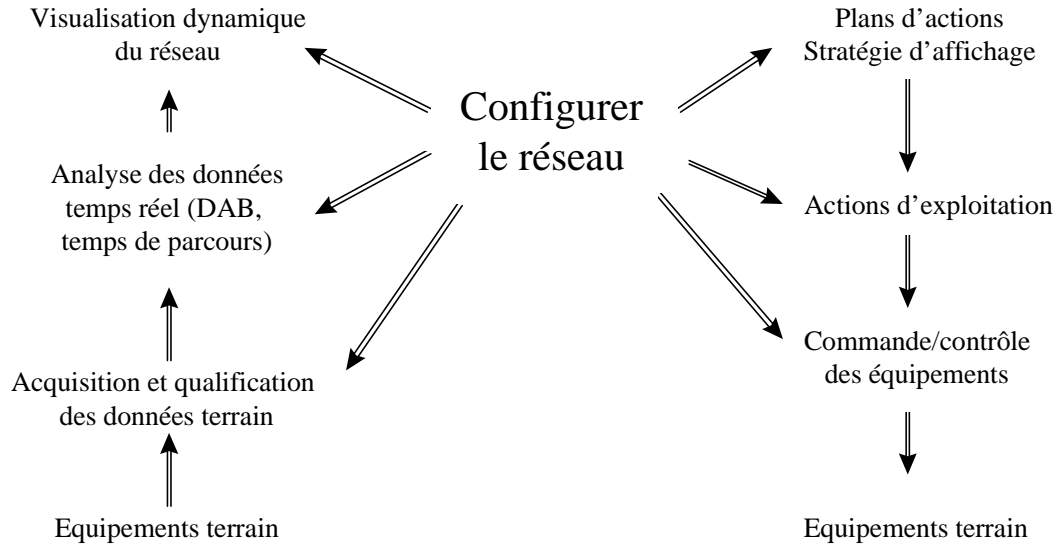 Visualisation dynamique
du réseau
Plans d'actions
Stratégie d'affichage
Configurer
le réseau
Analyse des données
temps réel (DAB,
temps de parcours)
Actions d'exploitation
Commande/contrôle
des équipements
Acquisition et qualification
des données terrain
Equipements terrain
Equipements terrain